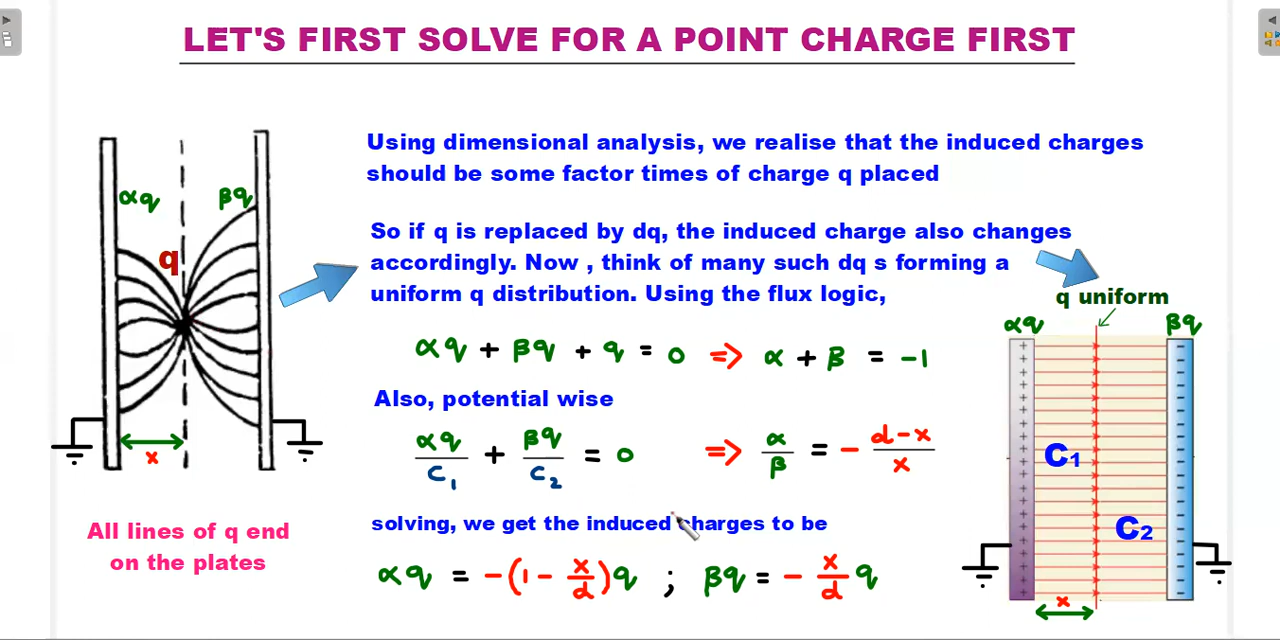 LET'S FIRST SOLVE FOR A POINT CHARGE FIRST
Using dimensional analysis, we realise that the induced charges
should be some factor times of charge q placed
So if q is replaced by dq, the induced charge also changes
accordingly. Now , think of many such dq s forming a
uniform q distribution. Using the flux logic,
αq + βq + q = 0 => α + β = -1
Also, potential wise
αq/C₁ + βq/C₂ = 0 => α/β = - (d-x)/x
solving, we get the induced charges to be
αq = -(1 - x/d)q ; βq = - x/d q
αq
βq
q
x
All lines of q end
on the plates
q uniform
αq
βq
C₁
C₂
x